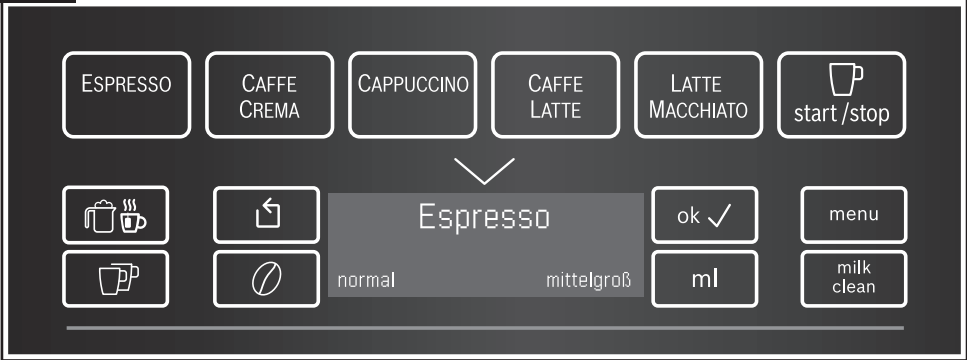 ESPRESSO
CAFFE
CREMA
CAPPUCCINO
CAFFE
LATTE
LATTE
MACCHIATO
start/stop
Espresso
normal mittelgroß
ok
ml
menu
milk
clean